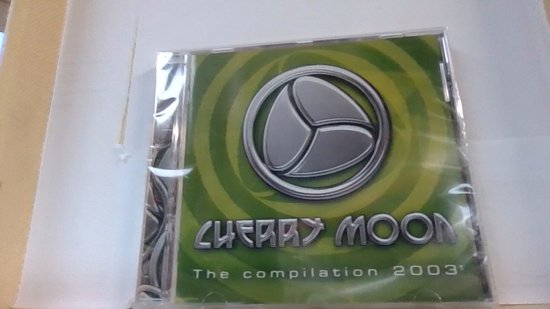 CHERRY MOON
The compilation 2003